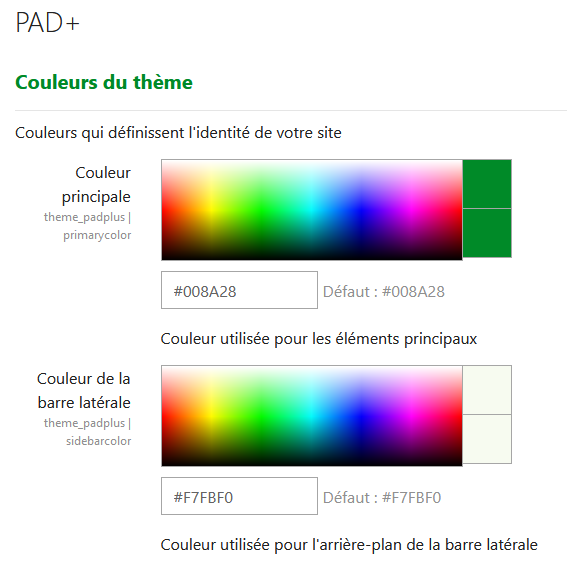 PAD+
Couleurs du thème
Couleurs qui définissent l'identité de votre site
Couleur
principale
theme_padplus |
primarycolor
#008A28 Défaut : #008A28
Couleur utilisée pour les éléments principaux
Couleur de la
barre latérale
theme_padplus |
sidebarcolor
#F7FBF0 Défaut : #F7FBF0
Couleur utilisée pour l'arrière-plan de la barre latérale